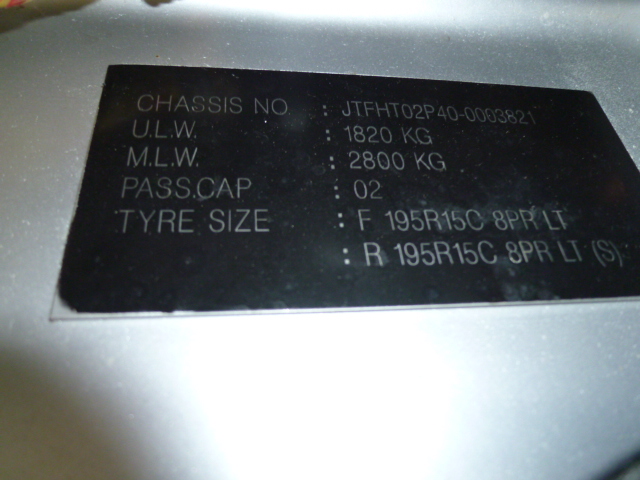 CHASSIS NO : JTFHT02P40-0003821
U.L.W. : 1820 KG
M.L.W. : 2800 KG
PASS.CAP : 02
TYRE SIZE : F 195R15C 8PR LT
: R 195R15C 8PR LT (S)